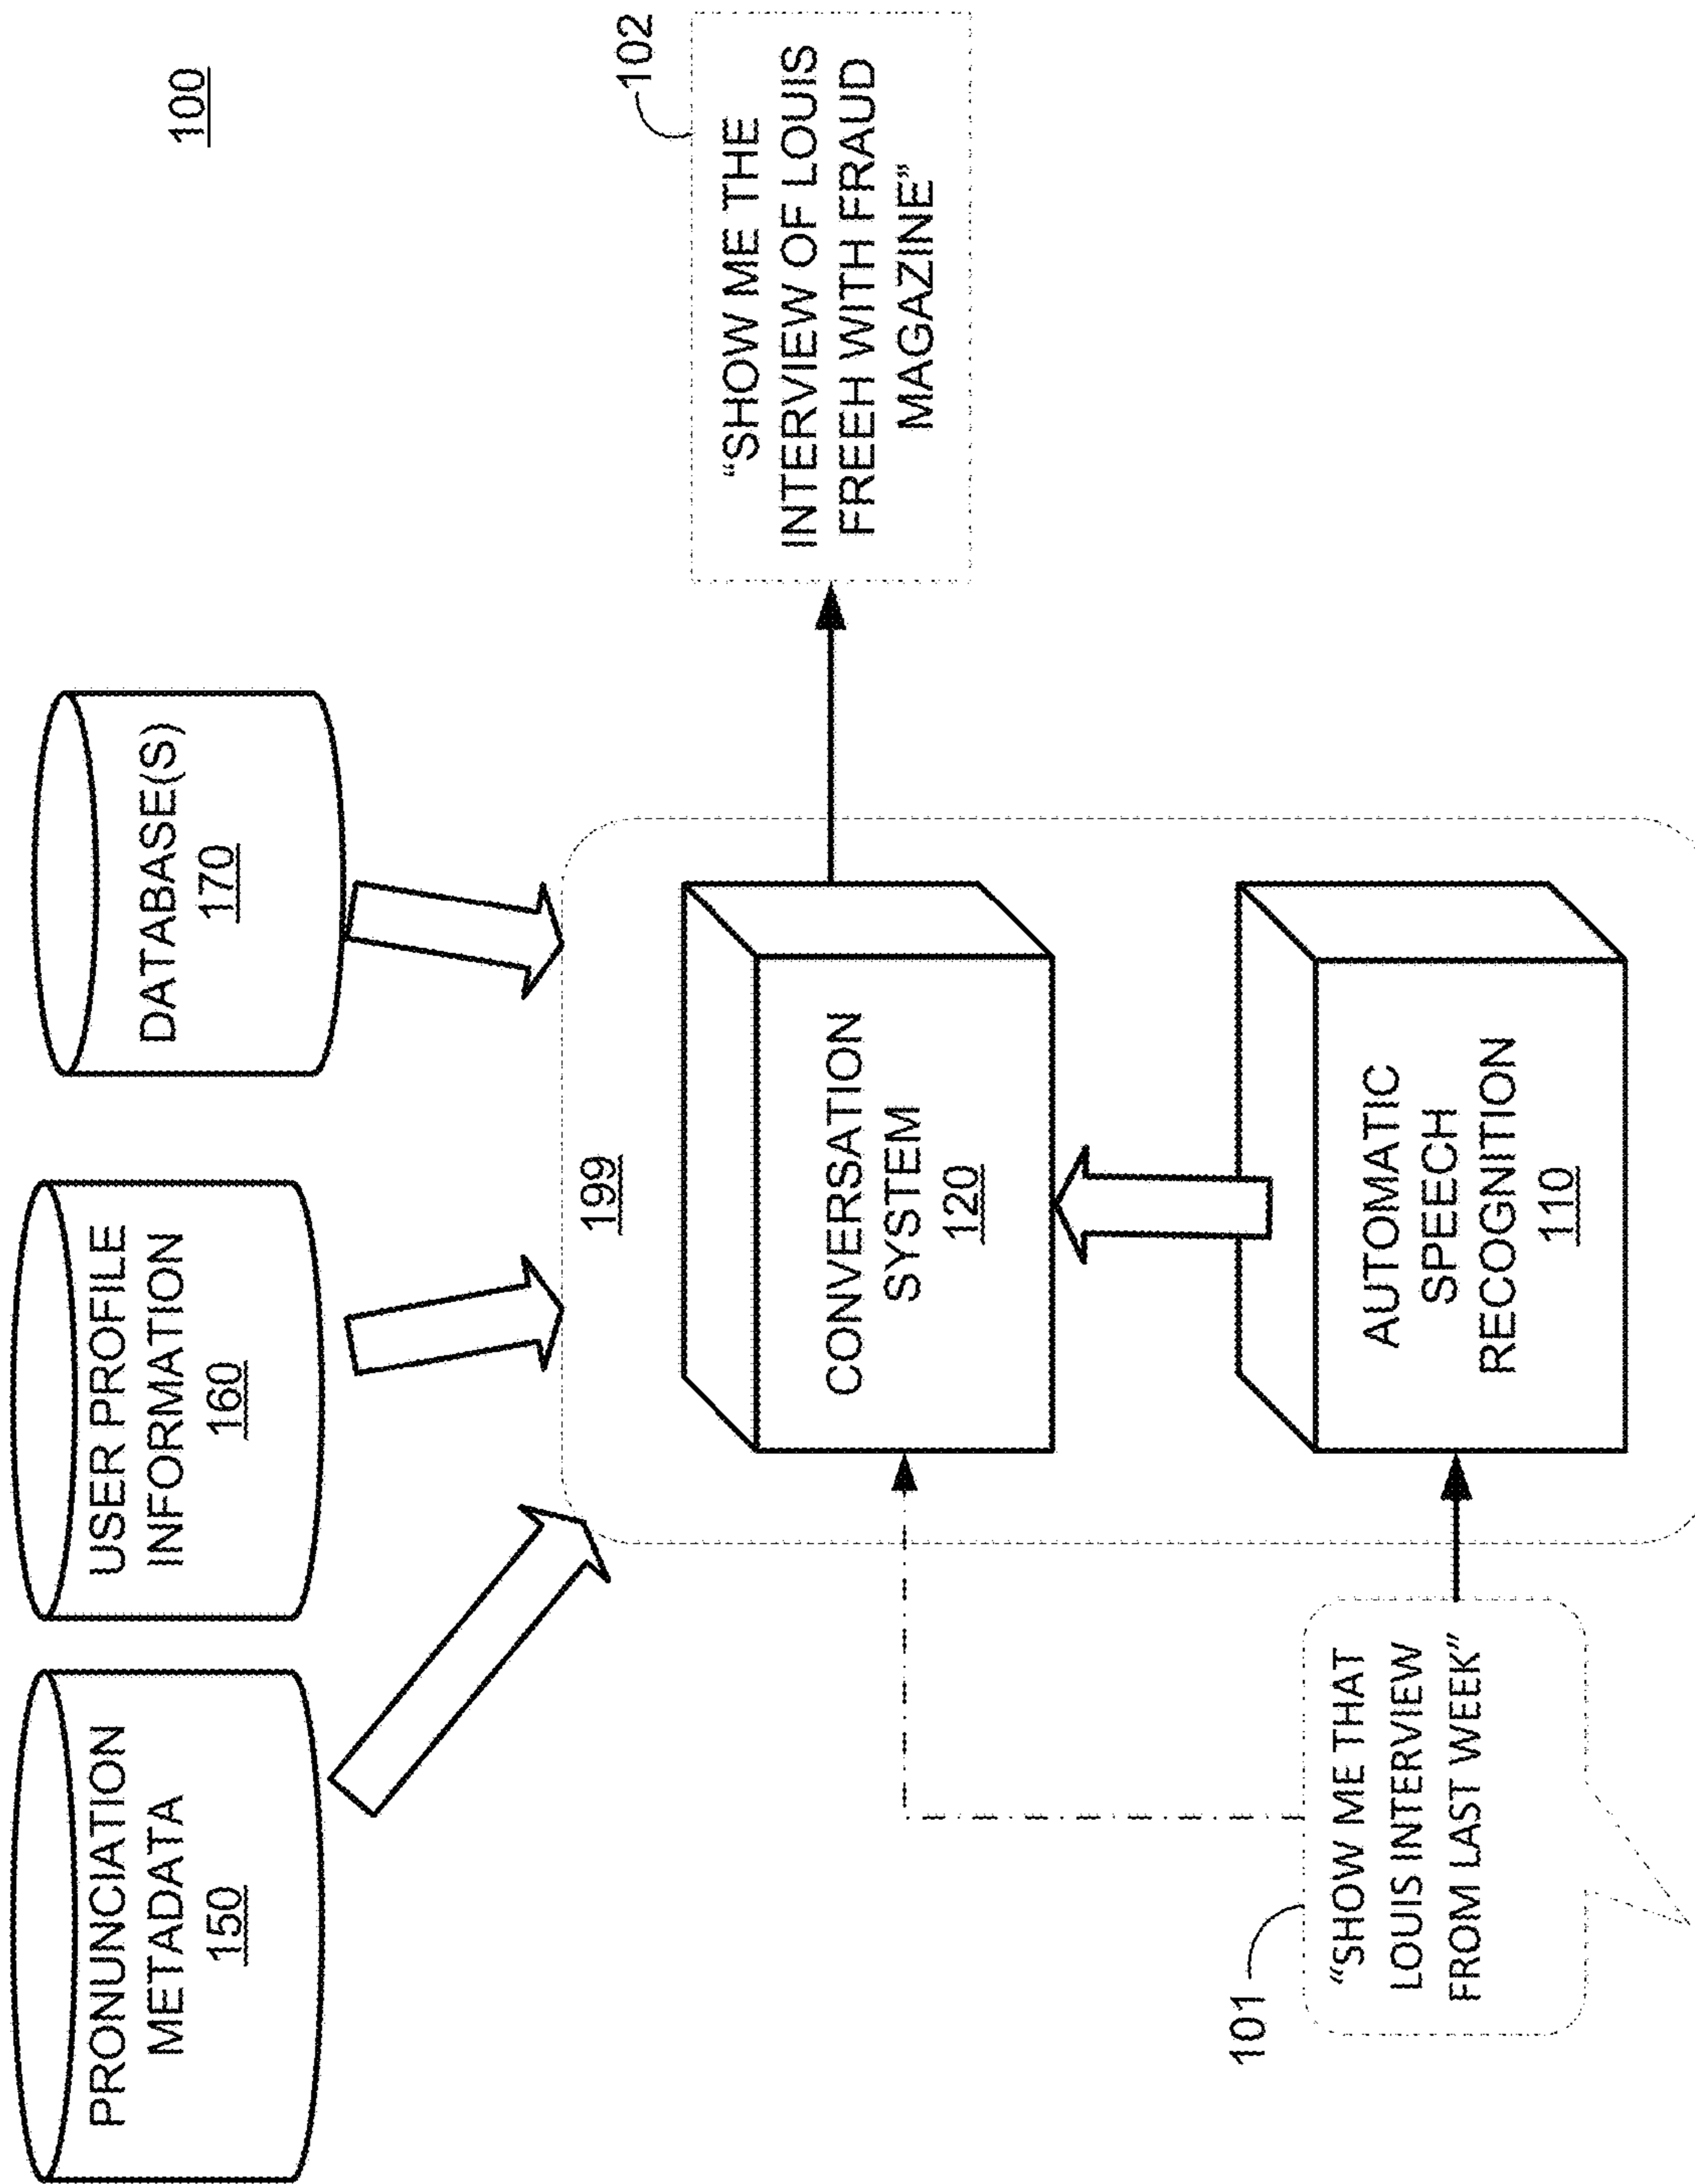 100
PRONUNCIATION
METADATA
150
USER PROFILE
INFORMATION
160
DATABASE(S)
170
199
CONVERSATION
SYSTEM
120
102
“SHOW ME THE
INTERVIEW OF LOUIS
FREEH WITH FRAUD
MAGAZINE”
101
“SHOW ME THAT
LOUIS INTERVIEW
FROM LAST WEEK”
AUTOMATIC
SPEECH
RECOGNITION
110